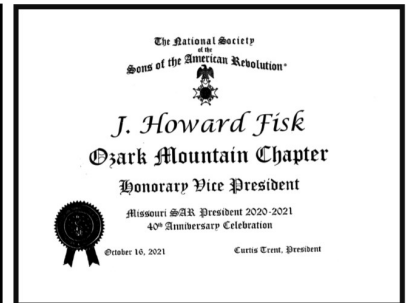 The National Society
of the
Sons of the American Revolution®
J. Howard Fisk
Ozark Mountain Chapter
Honorary Vice President
Missouri SAR President 2020-2021
40th Anniversary Celebration
October 16, 2021
Curtis Trent, President